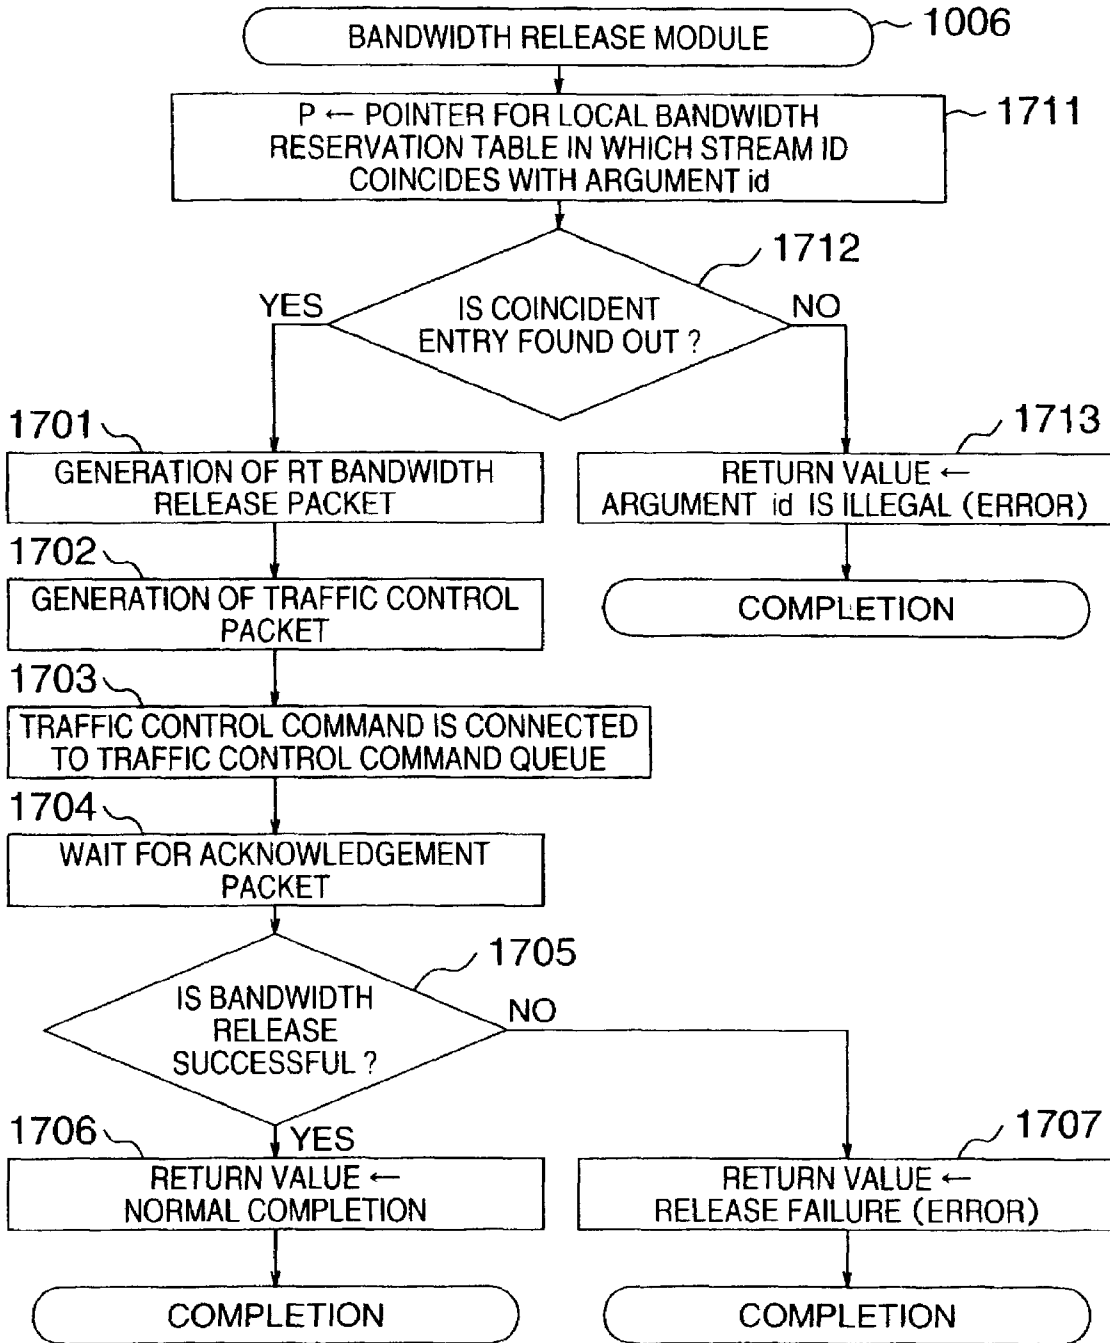 BANDWIDTH RELEASE MODULE
1006
1711
P ← POINTER FOR LOCAL BANDWIDTH
RESERVATION TABLE IN WHICH STREAM ID
COINCIDES WITH ARGUMENT id
1712
YES
NO
IS COINCIDENT
ENTRY FOUND OUT ?
1701
GENERATION OF RT BANDWIDTH
RELEASE PACKET
1713
RETURN VALUE ←
ARGUMENT id IS ILLEGAL (ERROR)
1702
GENERATION OF TRAFFIC CONTROL
PACKET
COMPLETION
1703
TRAFFIC CONTROL COMMAND IS CONNECTED
TO TRAFFIC CONTROL COMMAND QUEUE
1704
WAIT FOR ACKNOWLEDGEMENT
PACKET
1705
IS BANDWIDTH
RELEASE
SUCCESSFUL ?
NO
YES
1706
RETURN VALUE ←
NORMAL COMPLETION
1707
RETURN VALUE ←
RELEASE FAILURE (ERROR)
COMPLETION
COMPLETION